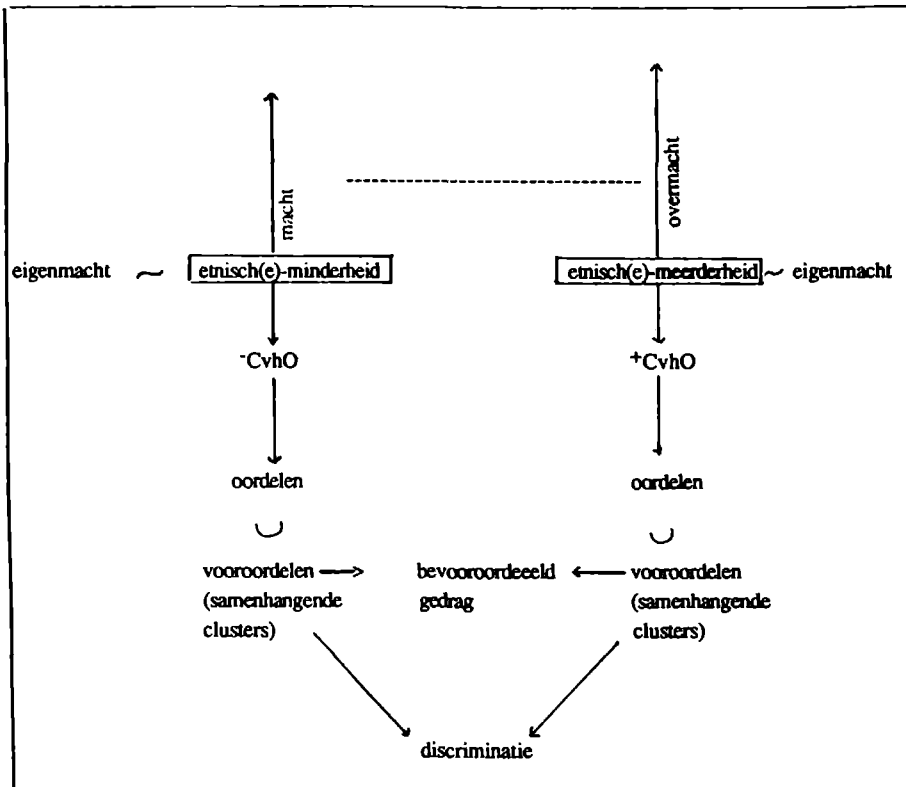 macht
overmacht
eigenmacht ~ etnisch(e)-minderheid
etnisch(e)-meerderheid ~ eigenmacht
-CvhO
+CvhO
oordelen
oordelen
vooroordelen
(samenhangende
clusters)
bevooroordeeeld
gedrag
vooroordelen
(samenhangende
clusters)
discriminatie